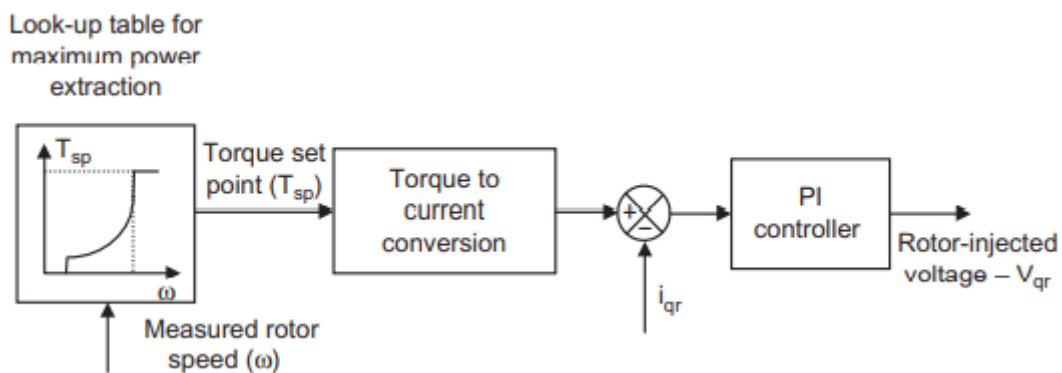 Look-up table for
maximum power
extraction
T_sp
ω
Measured rotor
speed (ω)
Torque set
point (T_sp)
Torque to
current
conversion
+
−
i_qr
PI
controller
Rotor-injected
voltage – V_qr